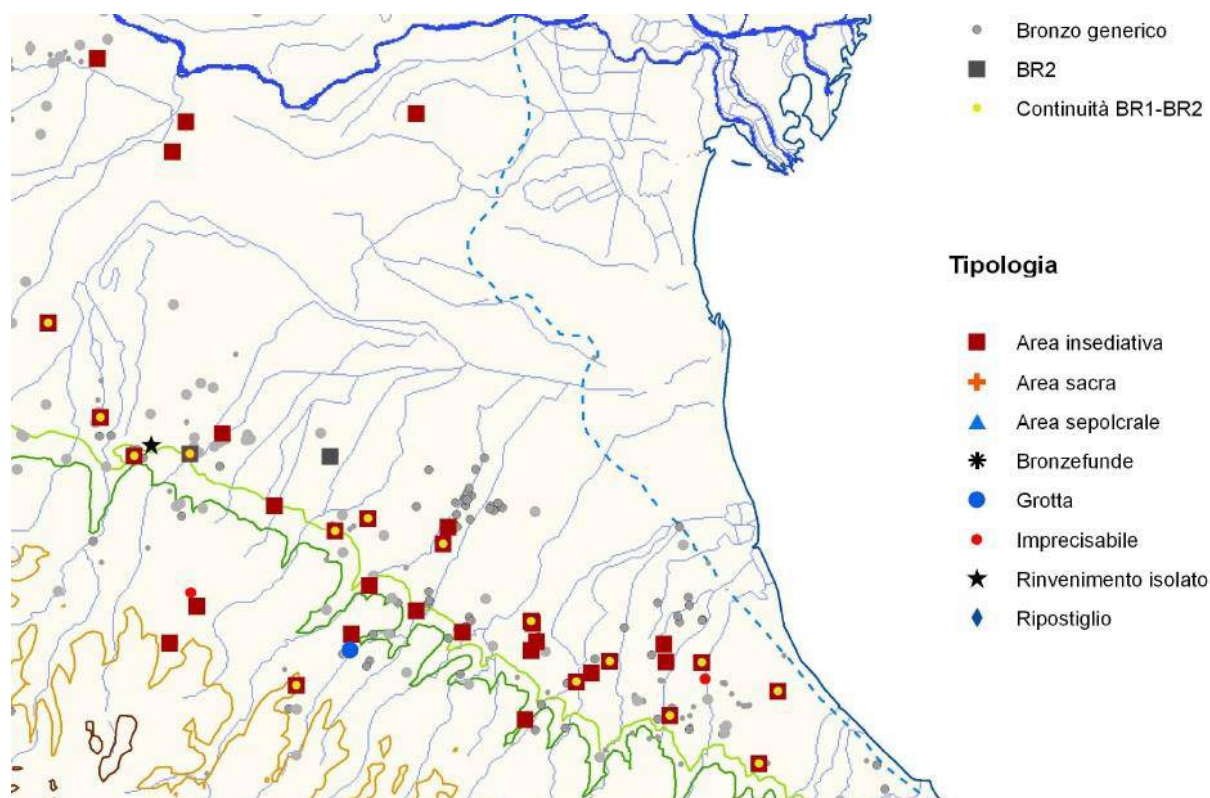 Bronzo generico
BR2
Continuità BR1-BR2
Tipologia
Area insediativa
Area sacra
Area sepolcrale
Bronzefunde
Grotta
Imprecisabile
Rinvenimento isolato
Ripostiglio